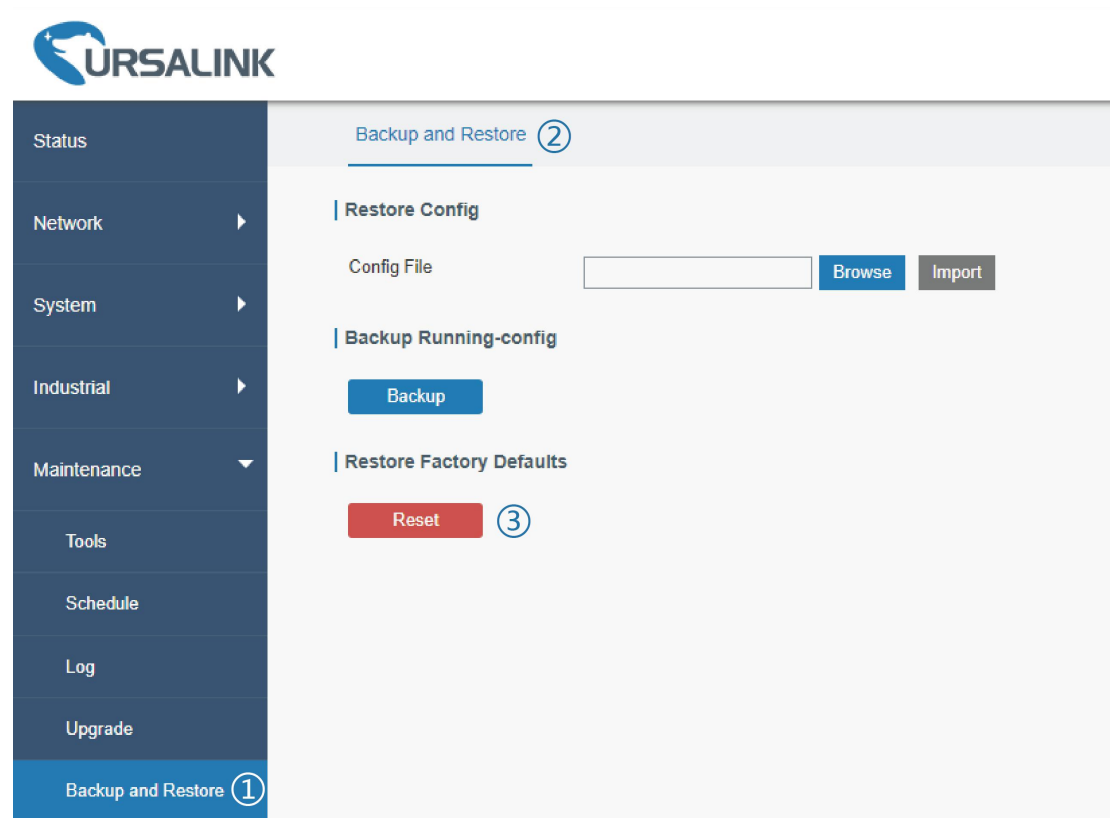 URSALINK
Status
Network
System
Industrial
Maintenance
Tools
Schedule
Log
Upgrade
Backup and Restore ①
Backup and Restore ②
Restore Config
Config File Browse Import
Backup Running-config
Backup
Restore Factory Defaults
Reset ③